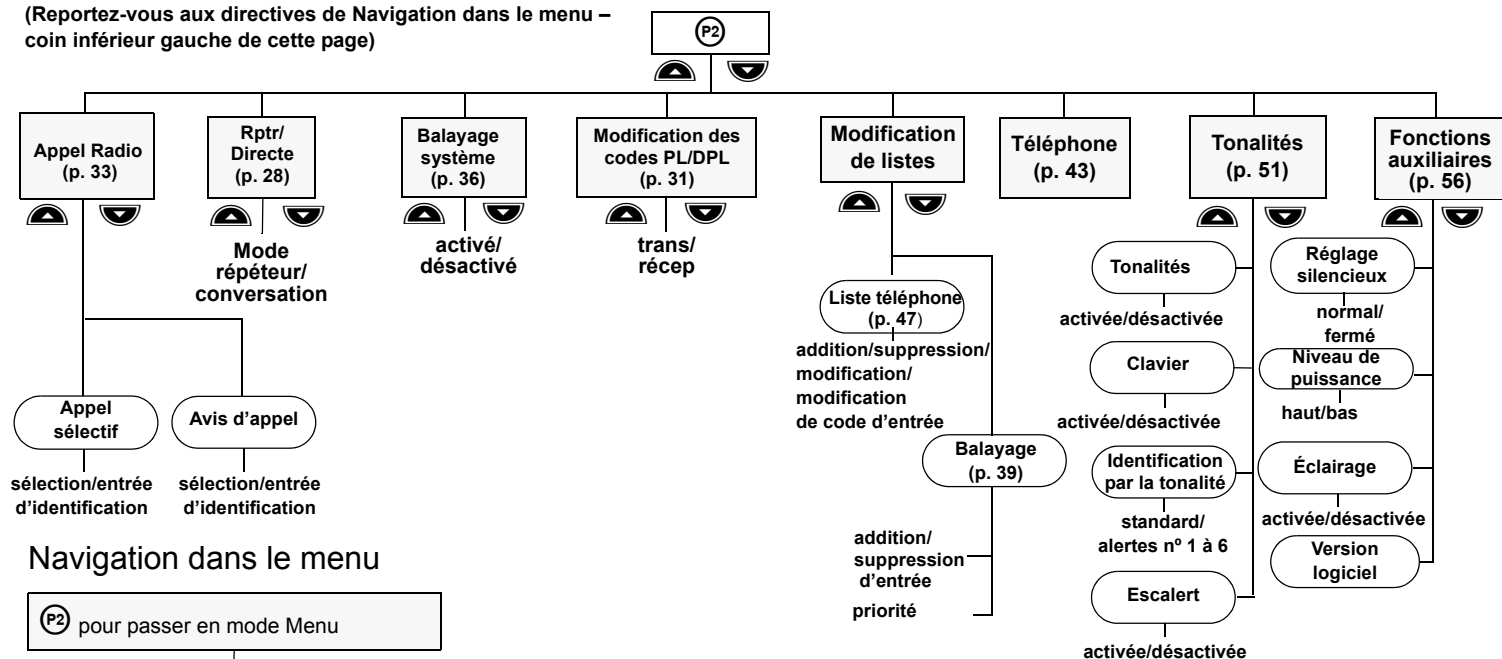 (Reportez-vous aux directives de Navigation dans le menu –
coin inférieur gauche de cette page)
P2
Appel Radio
(p. 33)
Rptr/
Directe
(p. 28)
Mode
répéteur/
conversation
Balayage
système
(p. 36)
activé/
désactivé
Modification des
codes PL/DPL
(p. 31)
trans/
récep
Modification
de listes
Téléphone
(p. 43)
Tonalités
(p. 51)
Fonctions
auxiliaires
(p. 56)
Appel
sélectif
sélection/entrée
d’identification
Avis d’appel
sélection/entrée
d’identification
Liste téléphone
(p. 47)
addition/suppression/
modification/
modification
de code d’entrée
Balayage
(p. 39)
addition/
suppression
d’entrée
priorité
Tonalités
activée/désactivée
Clavier
activée/désactivée
Identification
par la tonalité
standard/
alertes nº 1 à 6
Escalert
activée/désactivée
Réglage
silencieux
normal/
fermé
Niveau de
puissance
haut/bas
Éclairage
activée/désactivée
Version
logiciel
Navigation dans le menu
P2 pour passer en mode Menu